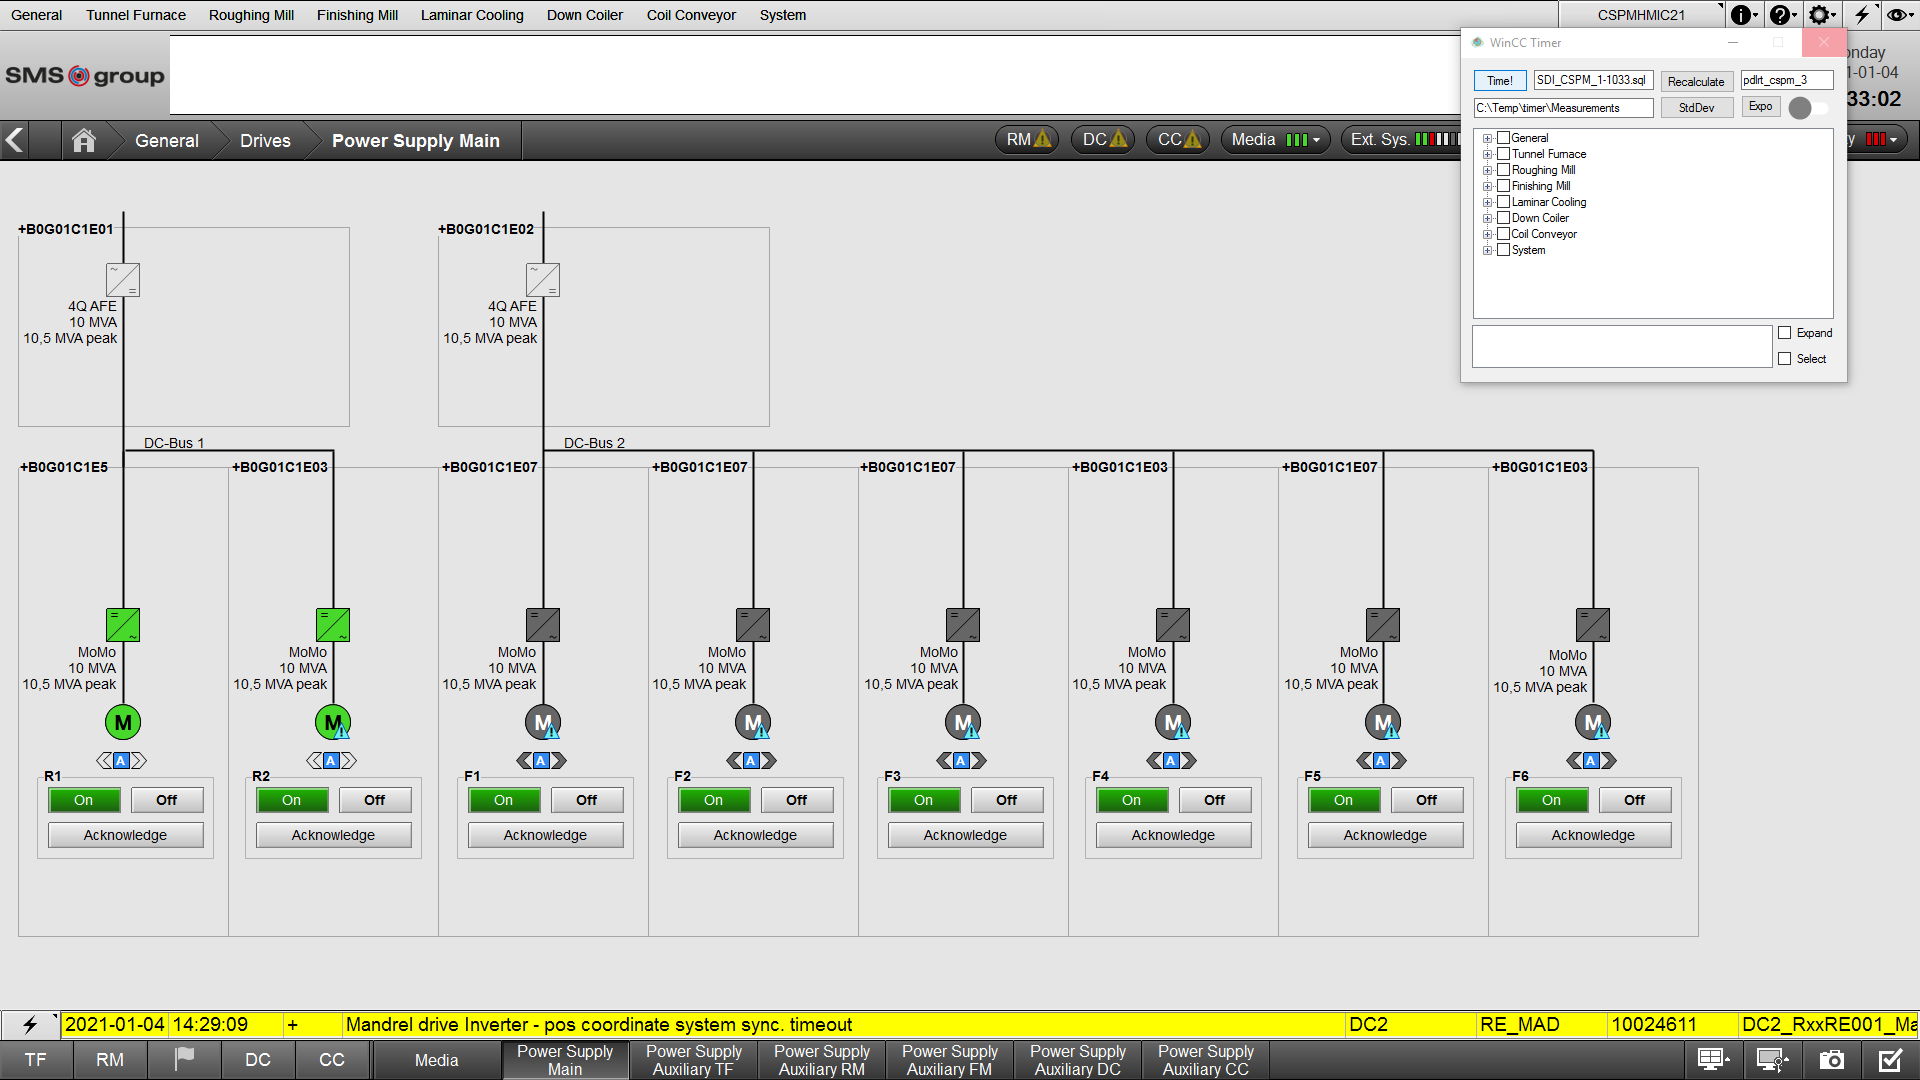 General Tunnel Furnace Roughing Mill Finishing Mill Laminar Cooling Down Coiler Coil Conveyor System CSPMHMIC21
SMS group
33:02
General Drives Power Supply Main RM DC CC Media Ext. Sys.
WinCC Timer
Time! SDI_CSPM_1-1033.sql Recalculate pdlrt_cspm_3
C:\Temp\timer\Measurements StdDev Expo
General
Tunnel Furnace
Roughing Mill
Finishing Mill
Laminar Cooling
Down Coiler
Coil Conveyor
System
Expand
Select
+B0G01C1E01 +B0G01C1E02
4Q AFE 4Q AFE
10 MVA 10 MVA
10,5 MVA peak 10,5 MVA peak
DC-Bus 1 DC-Bus 2
+B0G01C1E5 +B0G01C1E03 +B0G01C1E07 +B0G01C1E07 +B0G01C1E07 +B0G01C1E03 +B0G01C1E07 +B0G01C1E03
MoMo MoMo MoMo MoMo MoMo MoMo MoMo MoMo
10 MVA 10 MVA 10 MVA 10 MVA 10 MVA 10 MVA 10 MVA 10 MVA
10,5 MVA peak 10,5 MVA peak 10,5 MVA peak 10,5 MVA peak 10,5 MVA peak 10,5 MVA peak 10,5 MVA peak 10,5 MVA peak
M M M M M M M M
A A A A A A A A
R1 R2 F1 F2 F3 F4 F5 F6
On Off On Off On Off On Off On Off On Off On Off On Off
Acknowledge Acknowledge Acknowledge Acknowledge Acknowledge Acknowledge Acknowledge Acknowledge
2021-01-04 14:29:09 + Mandrel drive Inverter - pos coordinate system sync. timeout DC2 RE_MAD 10024611 DC2_RxxRE001_Ma
TF RM DC CC Media
Power Supply Main
Power Supply Auxiliary TF
Power Supply Auxiliary RM
Power Supply Auxiliary FM
Power Supply Auxiliary DC
Power Supply Auxiliary CC